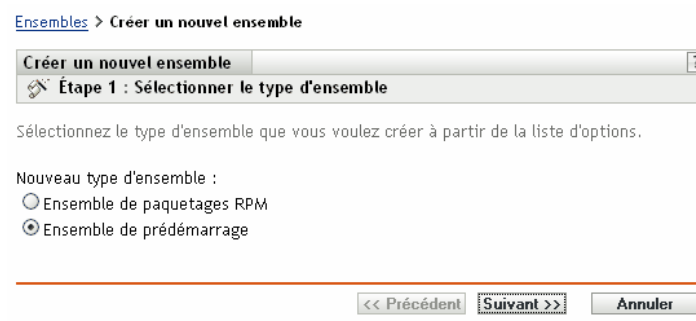 Ensembles > Créer un nouvel ensemble
Créer un nouvel ensemble
?
Étape 1 : Sélectionner le type d'ensemble
Sélectionnez le type d'ensemble que vous voulez créer à partir de la liste d'options.
Nouveau type d'ensemble :
Ensemble de paquetages RPM
Ensemble de prédémarrage
<< Précédent Suivant >> Annuler